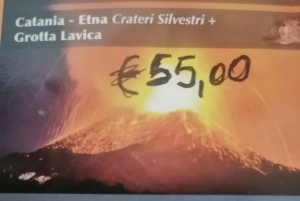 Catania - Etna Crateri Silvestri +
Grotta Lavica
€55,00